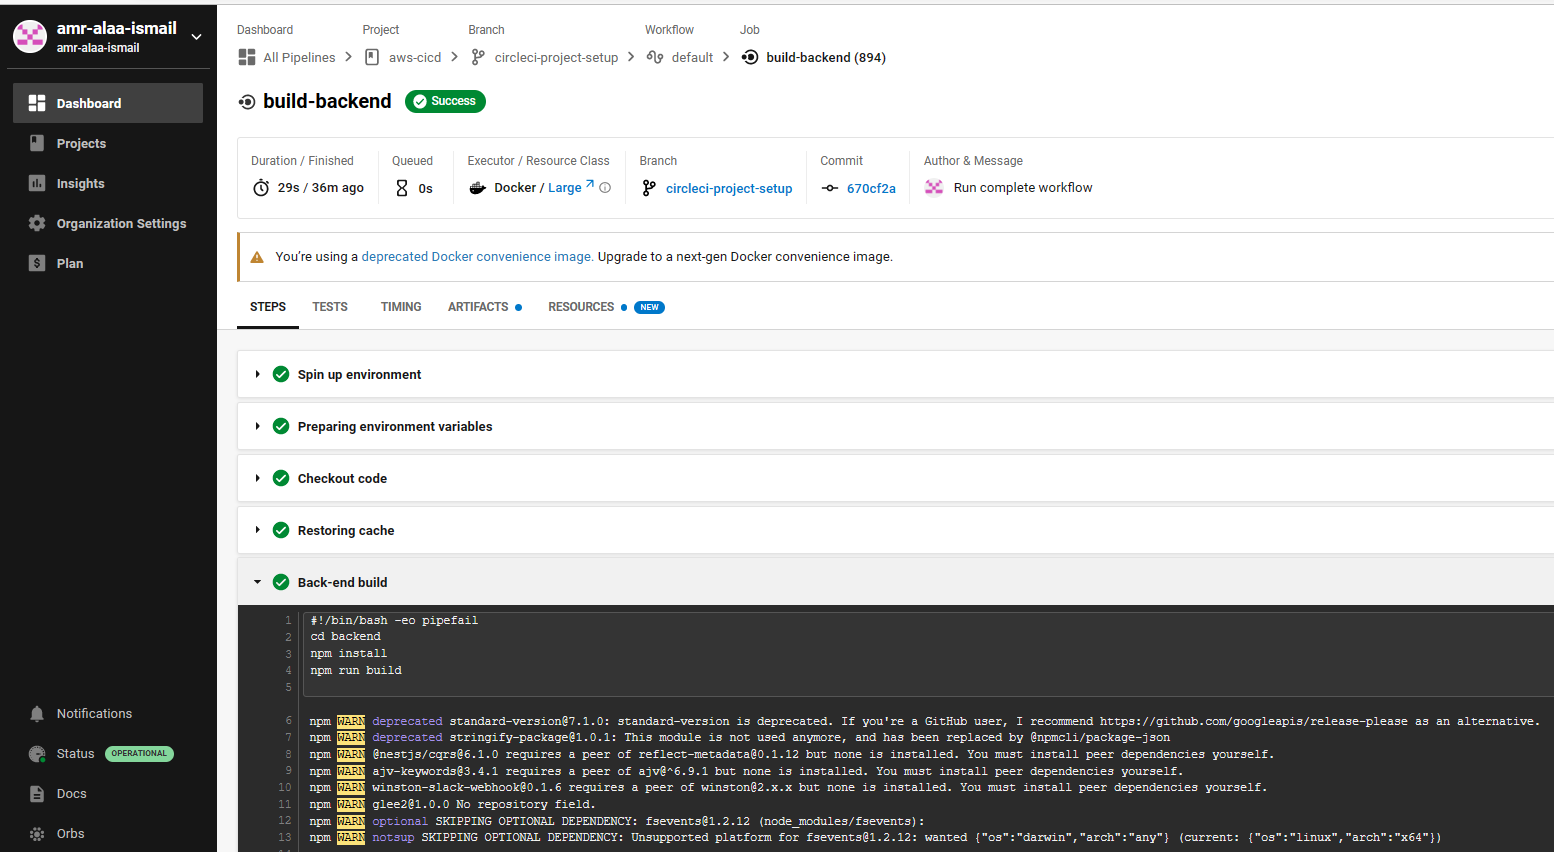 amr-alaa-ismail
amr-alaa-ismail
Dashboard
Projects
Insights
Organization Settings
Plan
Notifications
Status OPERATIONAL
Docs
Orbs
Dashboard Project Branch Workflow Job
All Pipelines aws-cicd circleci-project-setup default build-backend (894)
build-backend Success
Duration / Finished Queued Executor / Resource Class Branch Commit Author & Message
29s / 36m ago 0s Docker / Large circleci-project-setup 670cf2a Run complete workflow
You’re using a deprecated Docker convenience image. Upgrade to a next-gen Docker convenience image.
STEPS TESTS TIMING ARTIFACTS RESOURCES NEW
Spin up environment
Preparing environment variables
Checkout code
Restoring cache
Back-end build
1 #!/bin/bash -eo pipefail
2 cd backend
3 npm install
4 npm run build
5
6 npm WARN deprecated standard-version@7.1.0: standard-version is deprecated. If you're a GitHub user, I recommend https://github.com/googleapis/release-please as an alternative.
7 npm WARN deprecated stringify-package@1.0.1: This module is not used anymore, and has been replaced by @npmcli/package-json
8 npm WARN @nestjs/cqrs@6.1.0 requires a peer of reflect-metadata@0.1.12 but none is installed. You must install peer dependencies yourself.
9 npm WARN ajv-keywords@3.4.1 requires a peer of ajv@^6.9.1 but none is installed. You must install peer dependencies yourself.
10 npm WARN winston-slack-webhook@0.1.6 requires a peer of winston@2.x.x but none is installed. You must install peer dependencies yourself.
11 npm WARN glee2@1.0.0 No repository field.
12 npm WARN optional SKIPPING OPTIONAL DEPENDENCY: fsevents@1.2.12 (node_modules/fsevents):
13 npm WARN notsup SKIPPING OPTIONAL DEPENDENCY: Unsupported platform for fsevents@1.2.12: wanted {"os":"darwin","arch":"any"} (current: {"os":"linux","arch":"x64"})